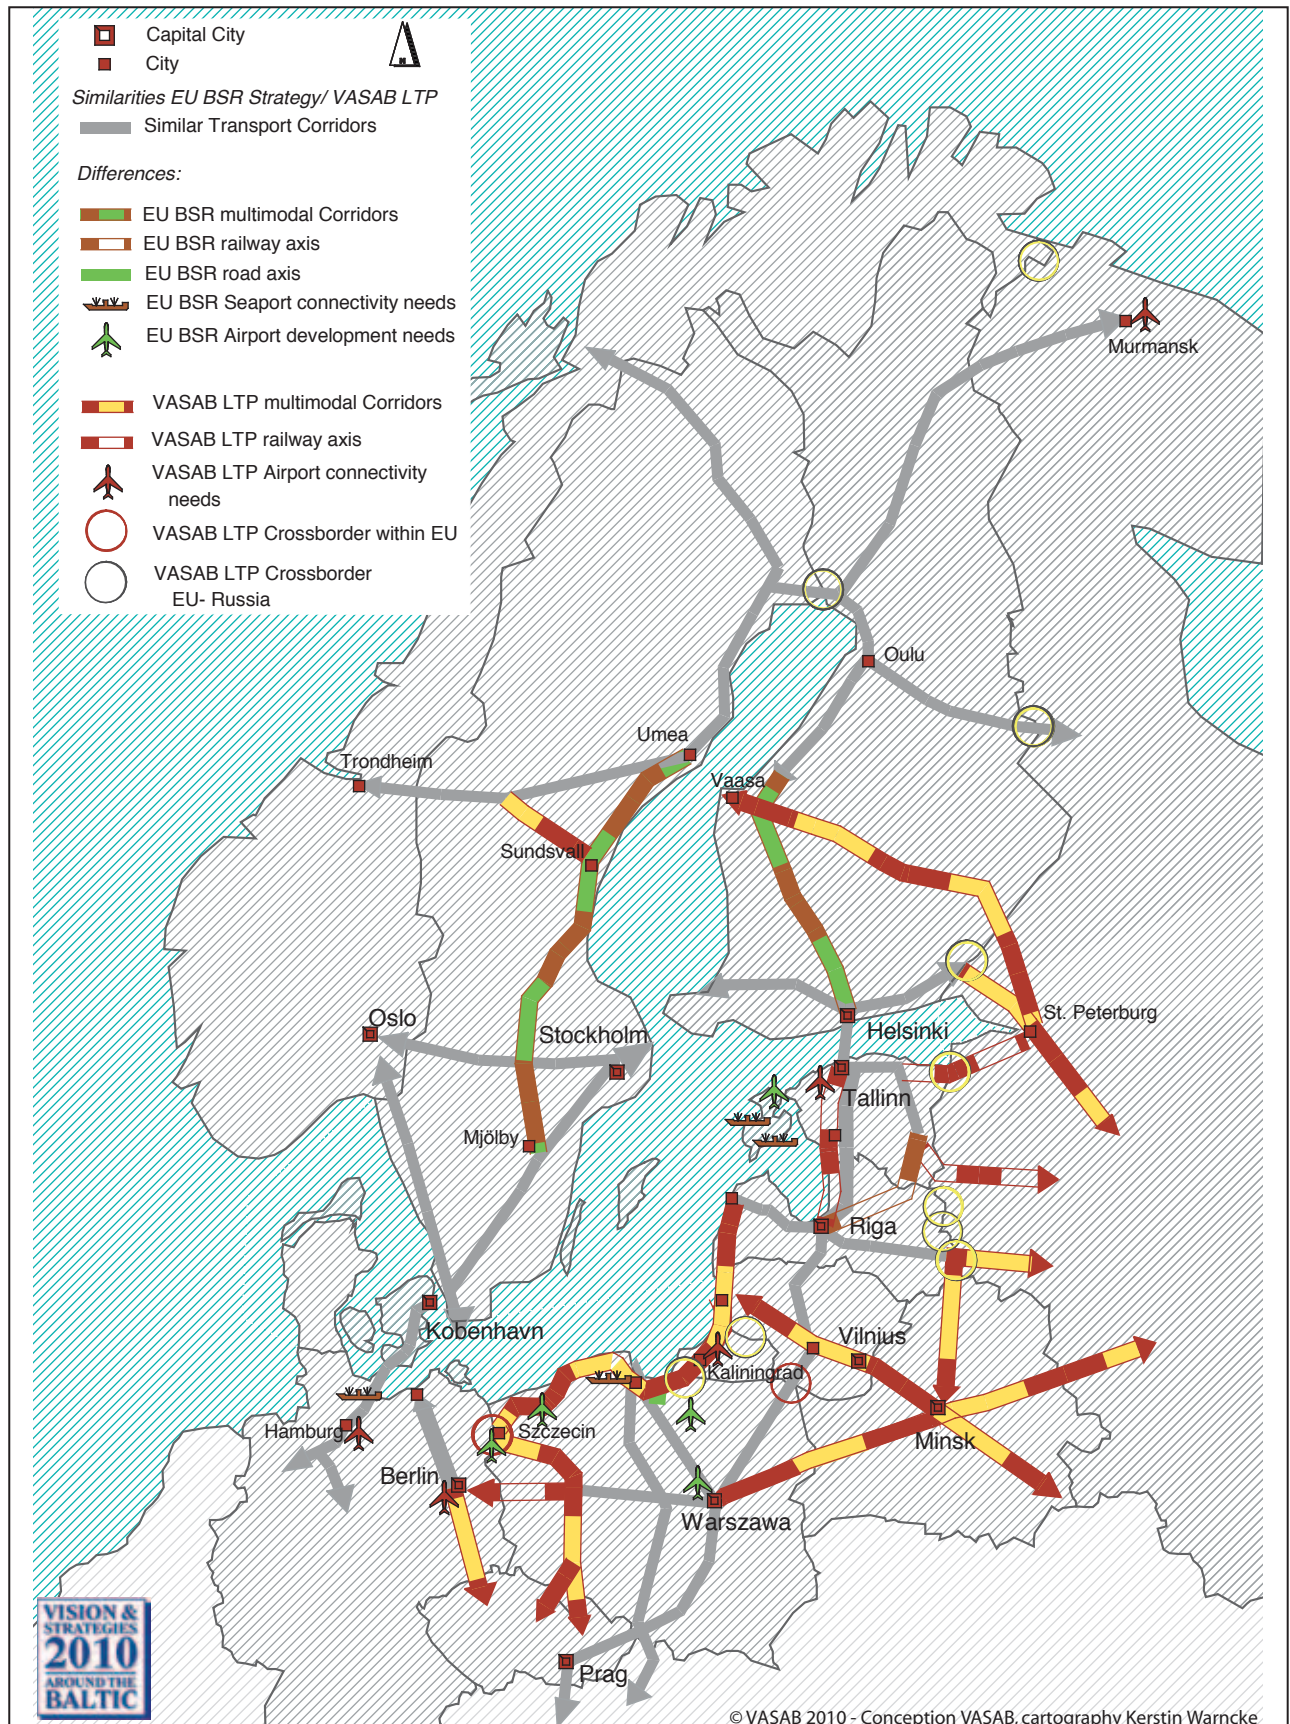 Capital City
City
Similarities EU BSR Strategy/ VASAB LTP
Similar Transport Corridors
Differences:
EU BSR multimodal Corridors
EU BSR railway axis
EU BSR road axis
EU BSR Seaport connectivity needs
EU BSR Airport development needs
VASAB LTP multimodal Corridors
VASAB LTP railway axis
VASAB LTP Airport connectivity
needs
VASAB LTP Crossborder within EU
VASAB LTP Crossborder
EU- Russia
N
Murmansk
Oulu
Umea
Trondheim
Vaasa
Sundsvall
Oslo
Stockholm
Helsinki
St. Peterburg
Tallinn
Mjölby
Riga
Kobenhavn
Vilnius
Kaliningrad
Hamburg
Szczecin
Minsk
Berlin
Warszawa
Prag
VISION &
STRATEGIES
2010
AROUND THE
BALTIC
© VASAB 2010 - Conception VASAB, cartography Kerstin Warncke